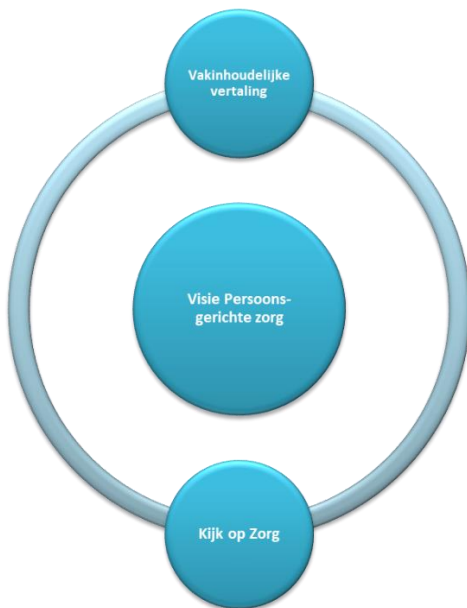 Vakinhoudelijke
vertaling
Visie Persoons-
gerichte zorg
Kijk op Zorg